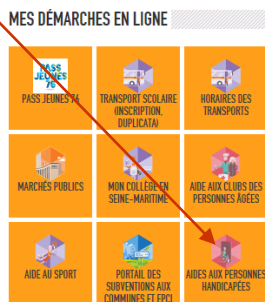 MES DÉMARCHES EN LIGNE
PASS
JEUNES
76
PASS JEUNES 76
TRANSPORT SCOLAIRE
(INSCRIPTION,
DUPLICATA)
HORAIRES DES
TRANSPORTS
MARCHÉS PUBLICS
MON COLLÈGE EN
SEINE-MARITIME
AIDE AUX CLUBS DES
PERSONNES ÂGÉES
AIDE AU SPORT
PORTAIL DES
SUBVENTIONS AUX
COMMUNES ET EPCI
AIDES AUX PERSONNES
HANDICAPÉES